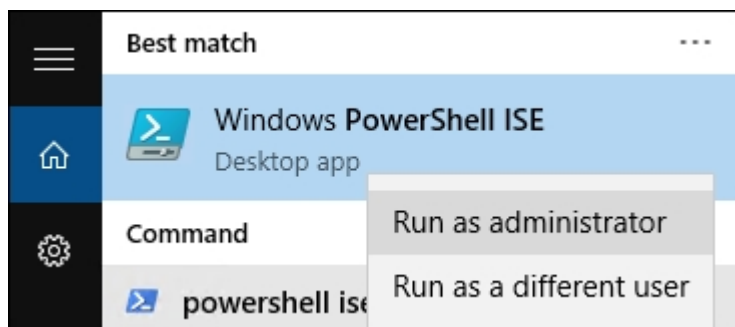 Best match
...
Windows PowerShell ISE
Desktop app
Run as administrator
Command
Run as a different user
powershell ise